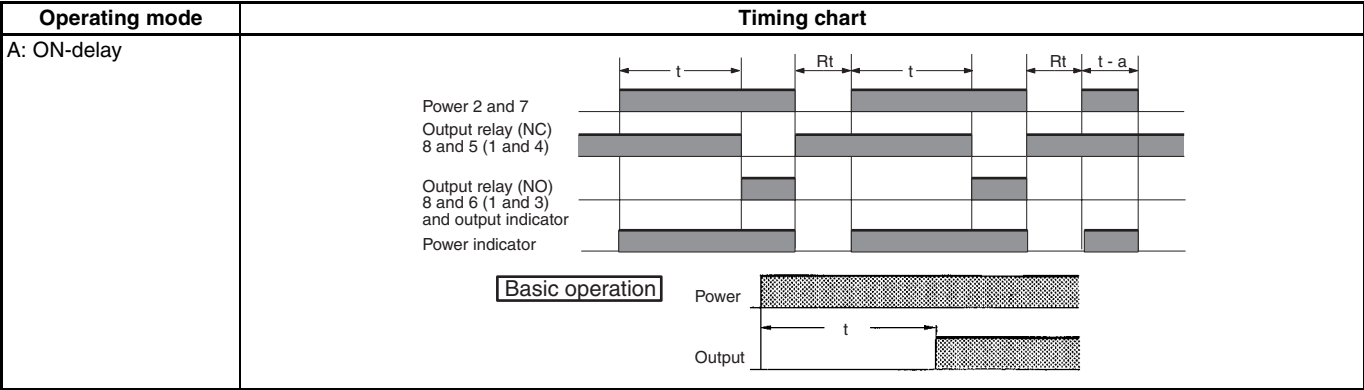 Operating mode
Timing chart
A: ON-delay
t
Rt
t
Rt
t - a
Power 2 and 7
Output relay (NC)
8 and 5 (1 and 4)
Output relay (NO)
8 and 6 (1 and 3)
and output indicator
Power indicator
Basic operation
Power
t
Output